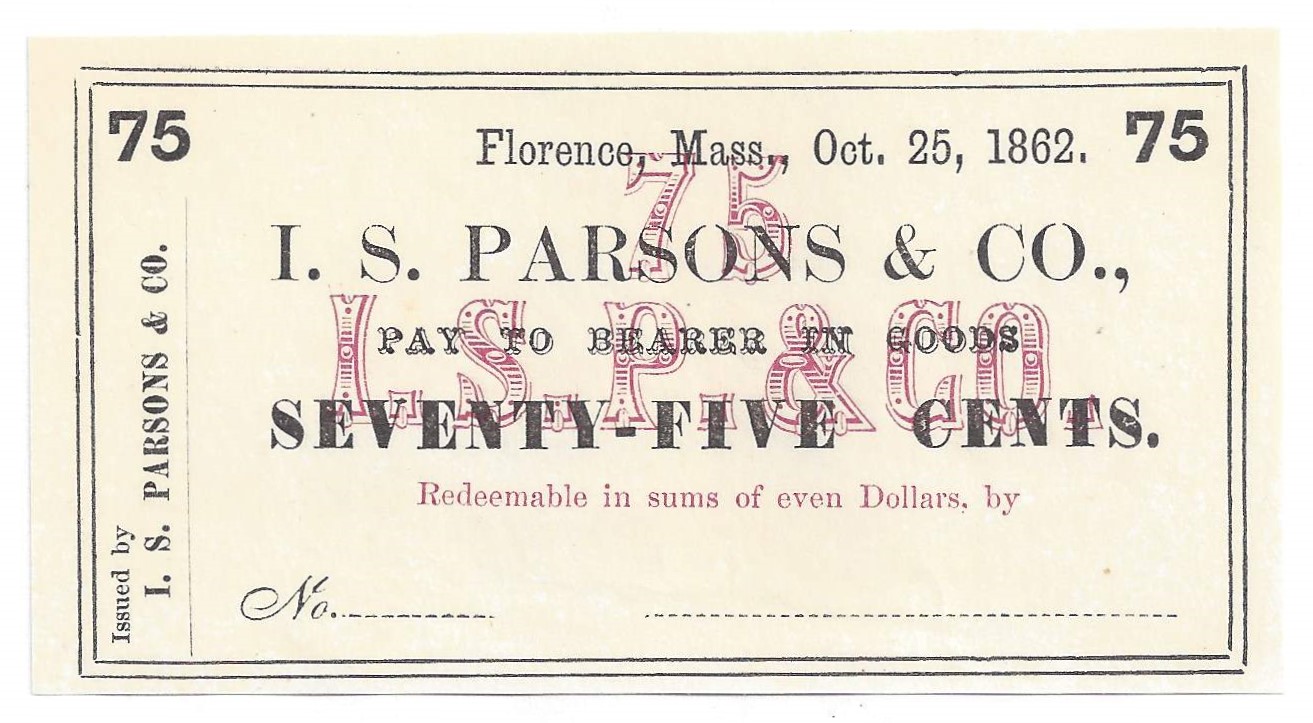 75
Florence, Mass., Oct. 25, 1862.
75
75
I. S. PARSONS & CO.,
I. S. P. & CO.
PAY TO BEARER IN GOODS
SEVENTY-FIVE CENTS.
Redeemable in sums of even Dollars, by
No.
Issued by
I. S. PARSONS & CO.